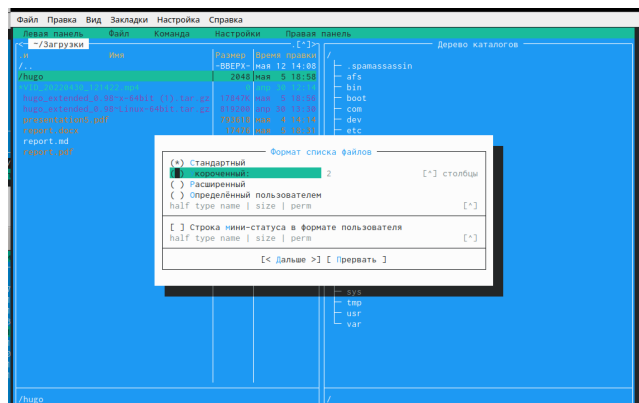 Файл Правка Вид Закладки Настройка Справка
Левая панель Файл Команда Настройки Правая панель
<─ ~/Загрузки .[^]> Дерево каталогов
.и Имя Размер Время правки /
/.. -ВВЕРХ- мая 12 14:08 .spamassassin
/hugo 2048 мая 5 18:58 afs
bin
boot
dev
report.docx etc
report.md
report.pdf
Формат списка файлов
(*) Стандартный
( ) короченный: 2 [^] столбцы
( ) Расширенный
( ) Определённый пользователем
half type name | size | perm [^]
[ ] Строка мини-статуса в формате пользователя
half type name | size | perm [^]
[< Дальше >] [ Прервать ]
sys
tmp
usr
var
/hugo /